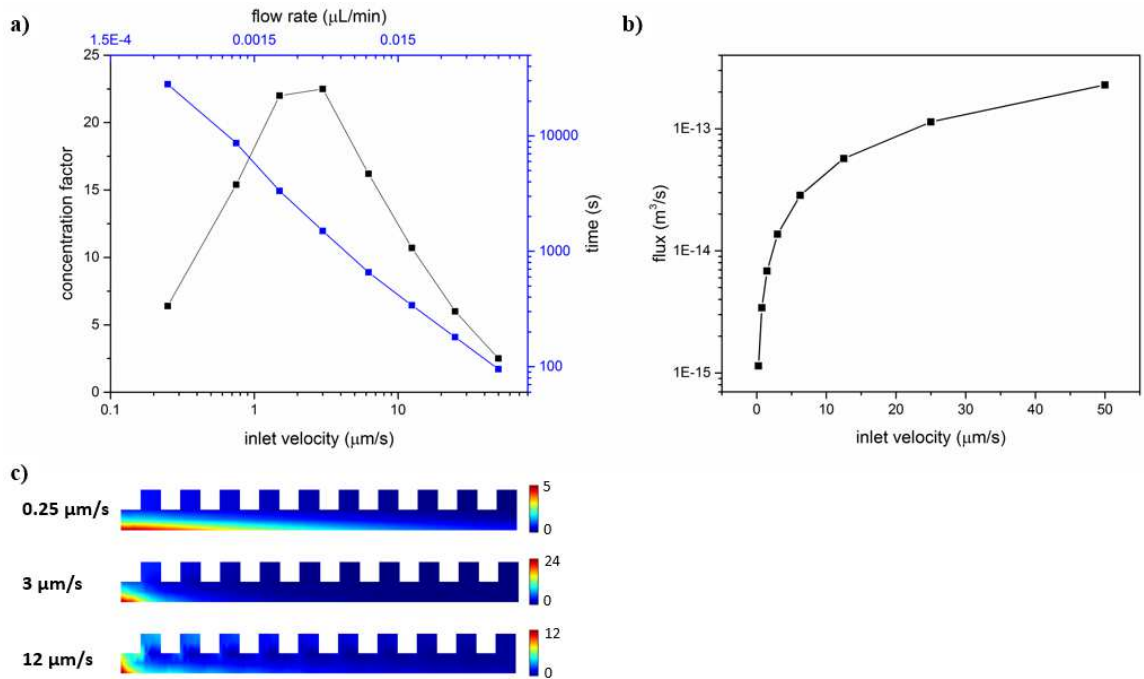 a)
flow rate (μL/min)
1.5E-4 0.0015 0.015
25
20
15
10
5
0
concentration factor
10000
1000
100
time (s)
0.1 1 10
inlet velocity (μm/s)
b)
1E-13
1E-14
1E-15
flux (m³/s)
0 10 20 30 40 50
inlet velocity (μm/s)
c)
0.25 μm/s
5
0
3 μm/s
24
0
12 μm/s
12
0